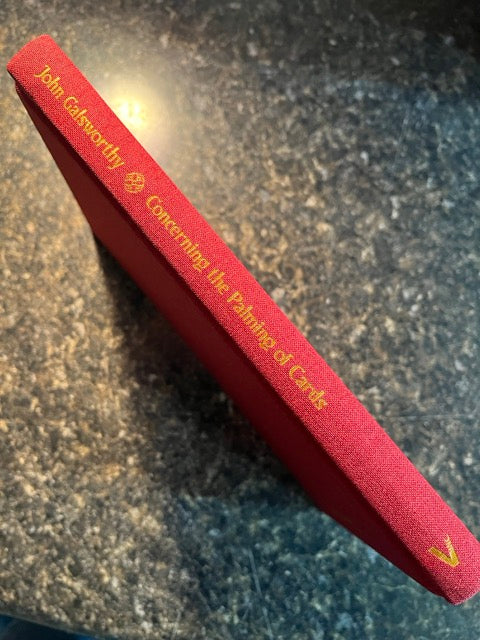 John Galsworthy Concerning the Palming of Cards
V